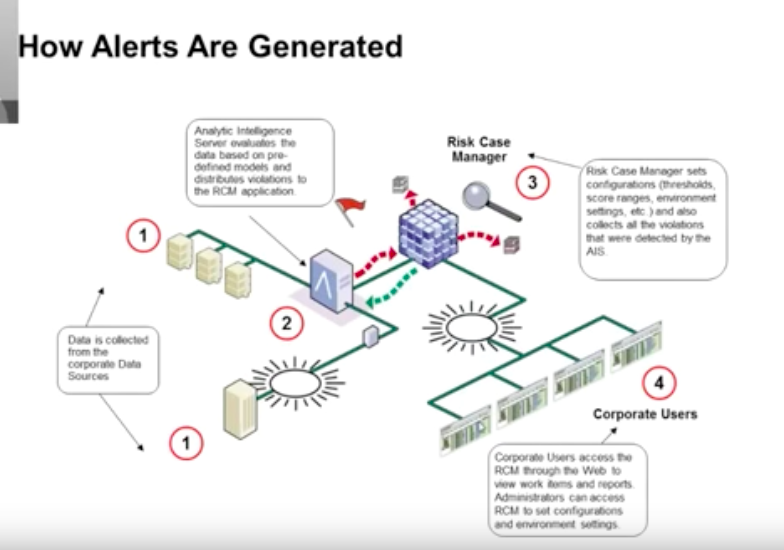 How Alerts Are Generated
Analytic Intelligence
Server evaluates the
data based on pre-
defined models and
distributes violations to
the RCM application.
Risk Case
Manager
3
Risk Case Manager sets
configurations (thresholds,
score ranges, environment
settings, etc.) and also
collects all the violations
that were detected by the
AIS.
1
2
Data is collected
from the
corporate Data
Sources
1
4
Corporate Users
Corporate Users access the
RCM through the Web to
view work items and reports.
Administrators can access
RCM to set configurations
and environment settings.